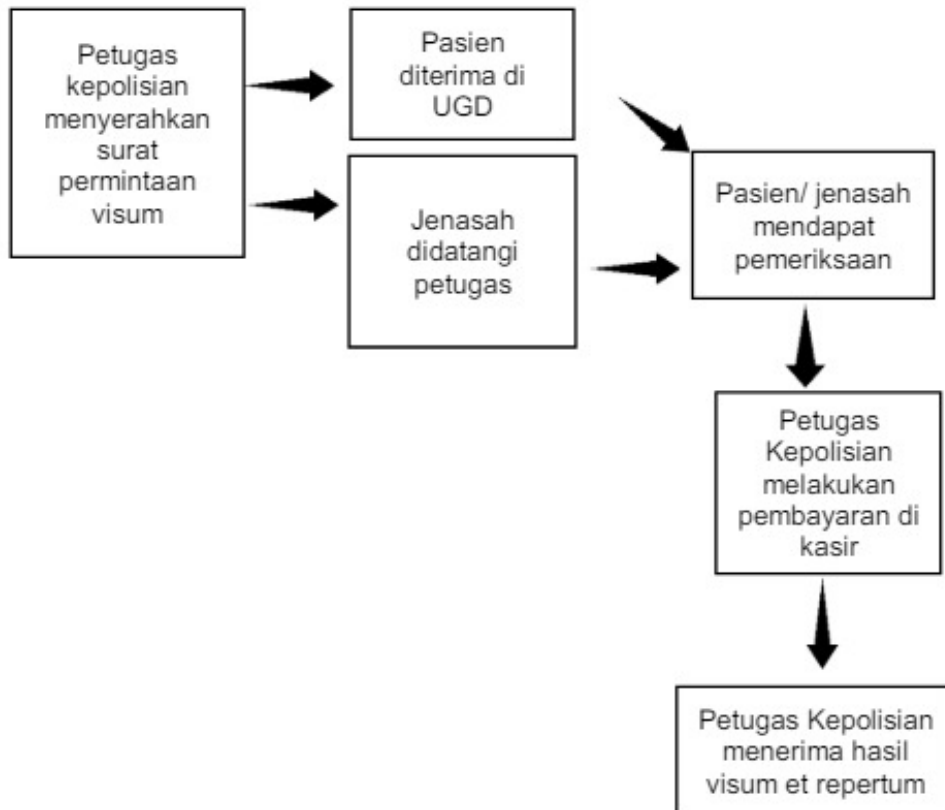 Petugas
kepolisian
menyerahkan
surat
permintaan
visum
Pasien
diterima di
UGD
Jenasah
didatangi
petugas
Pasien/ jenasah
mendapat
pemeriksaan
Petugas
Kepolisian
melakukan
pembayaran di
kasir
Petugas Kepolisian
menerima hasil
visum et repertum